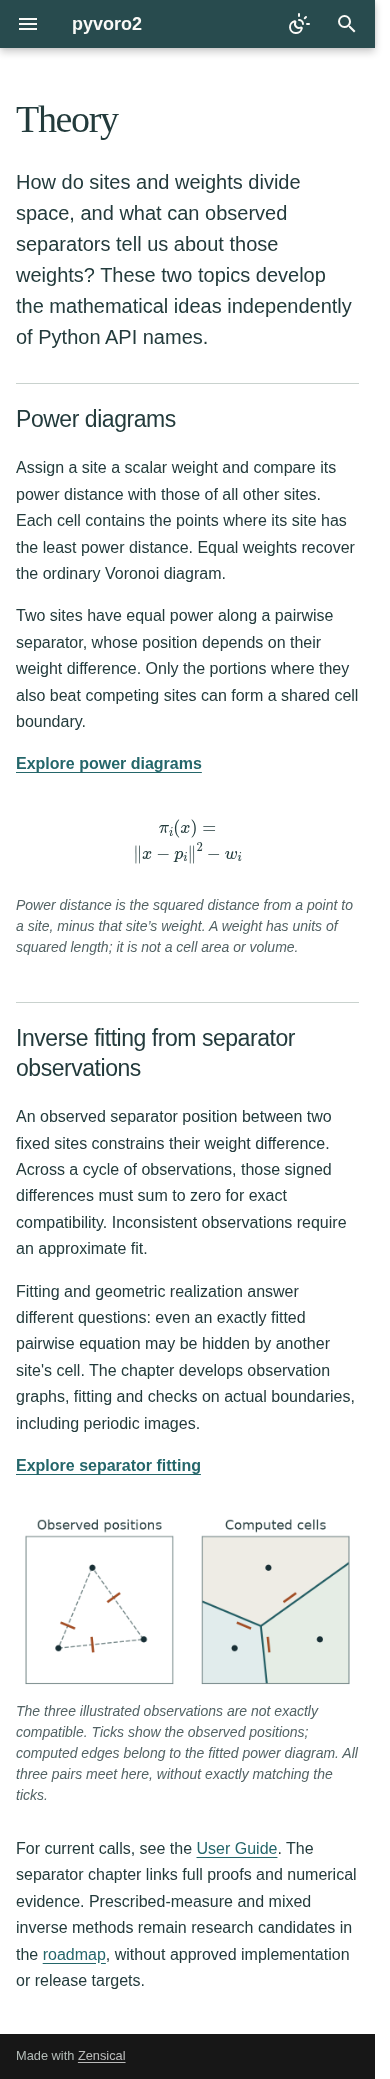 pyvoro2
Theory
How do sites and weights divide
space, and what can observed
separators tell us about those
weights? These two topics develop
the mathematical ideas independently
of Python API names.
Power diagrams
Assign a site a scalar weight and compare its
power distance with those of all other sites.
Each cell contains the points where its site has
the least power distance. Equal weights recover
the ordinary Voronoi diagram.
Two sites have equal power along a pairwise
separator, whose position depends on their
weight difference. Only the portions where they
also beat competing sites can form a shared cell
boundary.
Explore power diagrams
πᵢ(x) =
‖x − pᵢ‖² − wᵢ
Power distance is the squared distance from a point to
a site, minus that site’s weight. A weight has units of
squared length; it is not a cell area or volume.
Inverse fitting from separator
observations
An observed separator position between two
fixed sites constrains their weight difference.
Across a cycle of observations, those signed
differences must sum to zero for exact
compatibility. Inconsistent observations require
an approximate fit.
Fitting and geometric realization answer
different questions: even an exactly fitted
pairwise equation may be hidden by another
site's cell. The chapter develops observation
graphs, fitting and checks on actual boundaries,
including periodic images.
Explore separator fitting
Observed positions
Computed cells
The three illustrated observations are not exactly
compatible. Ticks show the observed positions;
computed edges belong to the fitted power diagram. All
three pairs meet here, without exactly matching the
ticks.
For current calls, see the User Guide. The
separator chapter links full proofs and numerical
evidence. Prescribed-measure and mixed
inverse methods remain research candidates in
the roadmap, without approved implementation
or release targets.
Made with Zensical